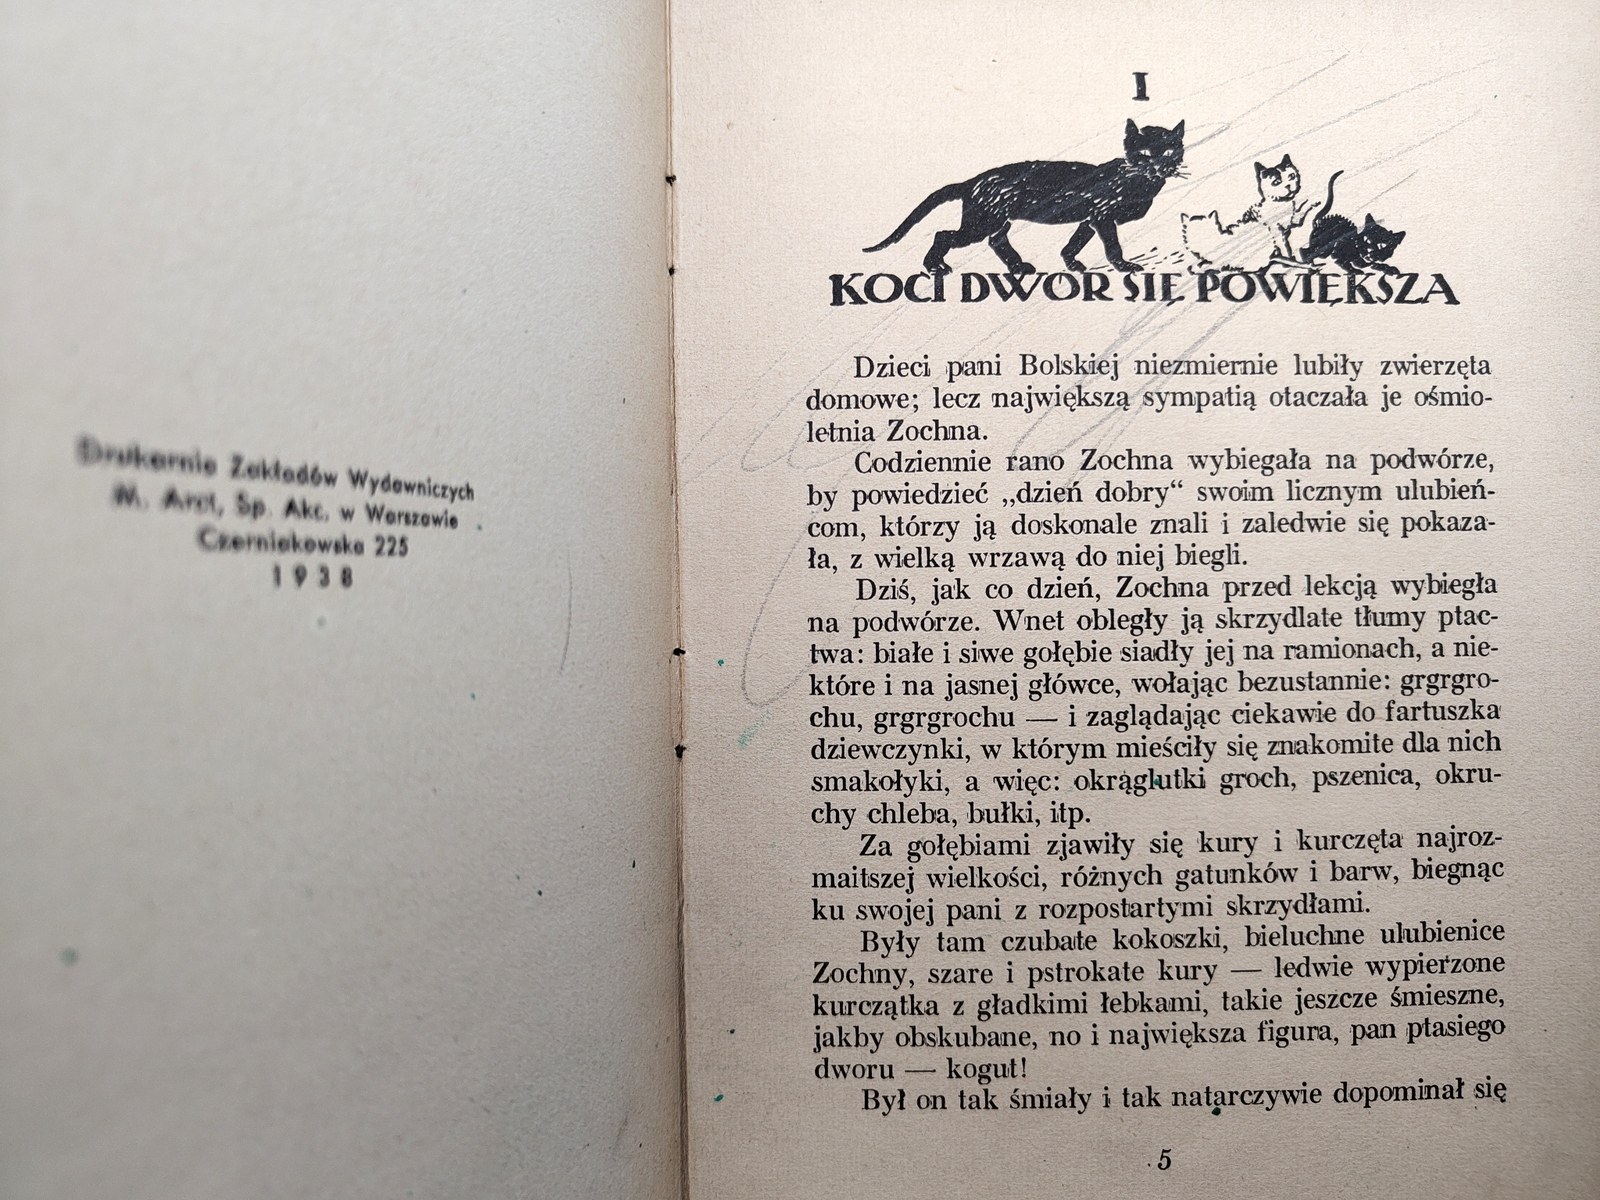 Drukarnia Zakładów Wydawniczych
M. Arct, Sp. Akc. w Warszawie
Czerniakowska 225
1938
I
KOCI DWÓR SIĘ POWIĘKSZA
Dzieci pani Bolskiej niezmiernie lubiły zwierzęta
domowe; lecz największą sympatią otaczała je ośmio-
letnia Zochna.
Codziennie rano Zochna wybiegała na podwórze,
by powiedzieć „dzień dobry“ swoim licznym ulubień-
com, którzy ją doskonale znali i zaledwie się pokaza-
ła, z wielką wrzawą do niej biegli.
Dziś, jak co dzień, Zochna przed lekcją wybiegła
na podwórze. Wnet obległy ją skrzydlate tłumy ptac-
twa: białe i siwe gołębie siadły jej na ramionach, a nie-
które i na jasnej główce, wołając bezustannie: grgrgro-
chu, grgrgrochu — i zaglądając ciekawie do fartuszka
dziewczynki, w którym mieściły się znakomite dla nich
smakołyki, a więc: okrąglutki groch, pszenica, okru-
chy chleba, bułki, itp.
Za gołębiami zjawiły się kury i kurczęta najroz-
maitszej wielkości, różnych gatunków i barw, biegnąc
ku swojej pani z rozpostartymi skrzydłami.
Były tam czubate kokoszki, bieluchne ulubienice
Zochny, szare i pstrokate kury — ledwie wypierzone
kurczątka z gładkimi łebkami, takie jeszcze śmieszne,
jakby obskubane, no i największa figura, pan ptasiego
dworu — kogut!
Był on tak śmiały i tak natarczywie dopominał się
5